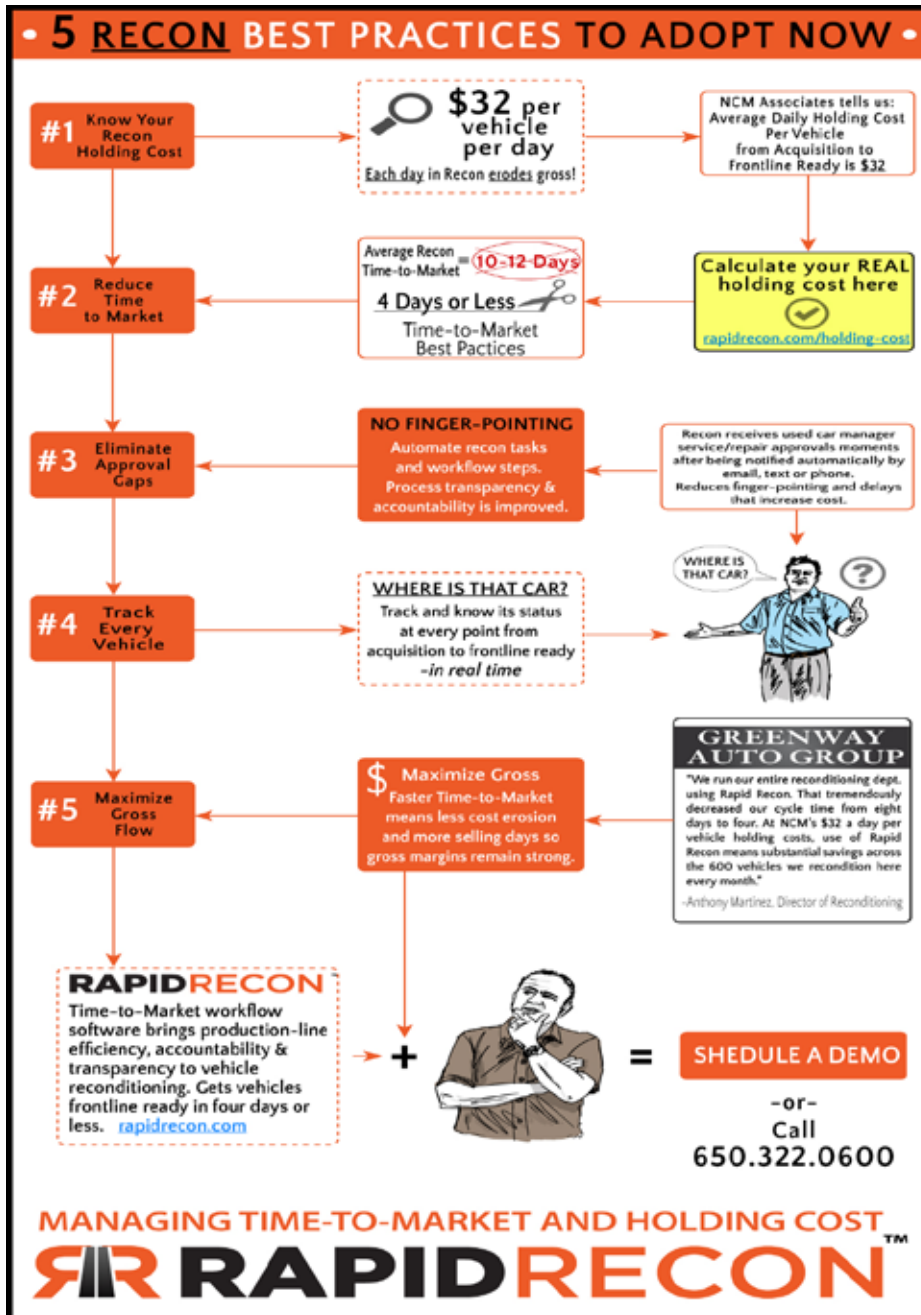 • 5 RECON BEST PRACTICES TO ADOPT NOW •
#1 Know Your
Recon
Holding Cost
$32 per
vehicle
per day
Each day in Recon erodes gross!
NCM Associates tells us:
Average Daily Holding Cost
Per Vehicle
from Acquisition to
Frontline Ready is $32
#2 Reduce
Time
to Market
Average Recon
Time-to-Market = 10-12 Days
4 Days or Less
Time-to-Market
Best Pactices
Calculate your REAL
holding cost here
rapidrecon.com/holding-cost
#3 Eliminate
Approval
Gaps
NO FINGER-POINTING
Automate recon tasks
and workflow steps.
Process transparency &
accountability is improved.
Recon receives used car manager
service/repair approvals moments
after being notified automatically by
email, text or phone.
Reduces finger-pointing and delays
that increase cost.
#4 Track
Every
Vehicle
WHERE IS THAT CAR?
Track and know its status
at every point from
acquisition to frontline ready
-in real time
WHERE IS
THAT CAR?
?
#5 Maximize
Gross
Flow
$ Maximize Gross
Faster Time-to-Market
means less cost erosion
and more selling days so
gross margins remain strong.
GREENWAY
AUTO GROUP
"We run our entire reconditioning dept.
using Rapid Recon. That tremendously
decreased our cycle time from eight
days to four. At NCM's $32 a day per
vehicle holding costs, use of Rapid
Recon means substantial savings across
the 600 vehicles we recondition here
every month."
-Anthony Martinez, Director of Reconditioning
RAPIDRECON™
Time-to-Market workflow
software brings production-line
efficiency, accountability &
transparency to vehicle
reconditioning. Gets vehicles
frontline ready in four days or
less. rapidrecon.com
+
=
SHEDULE A DEMO
-or-
Call
650.322.0600
MANAGING TIME-TO-MARKET AND HOLDING COST
RR RAPIDRECON™